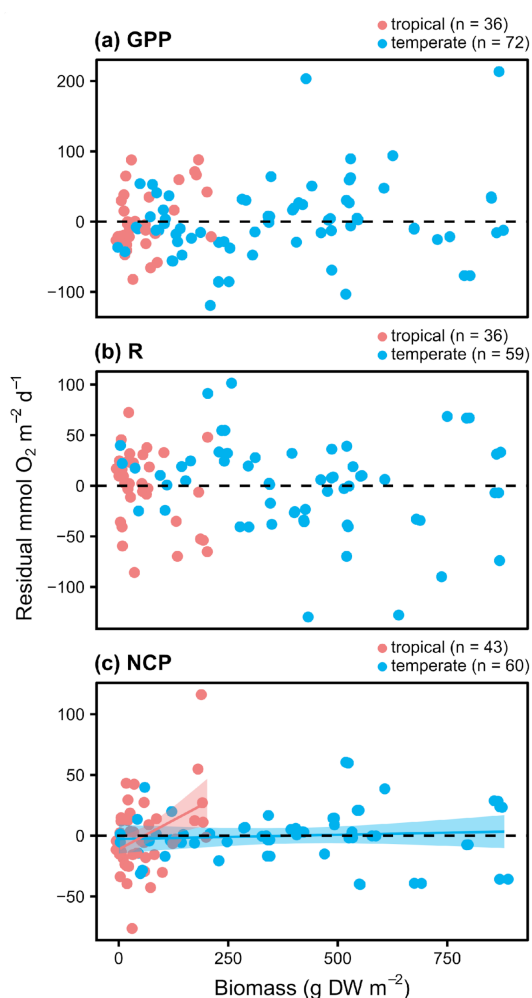 (a) GPP
tropical (n = 36)
temperate (n = 72)
200
100
0
−100
(b) R
tropical (n = 36)
temperate (n = 59)
100
50
0
−50
−100
Residual mmol O₂ m⁻² d⁻¹
(c) NCP
tropical (n = 43)
temperate (n = 60)
100
50
0
−50
0 250 500 750
Biomass (g DW m⁻²)